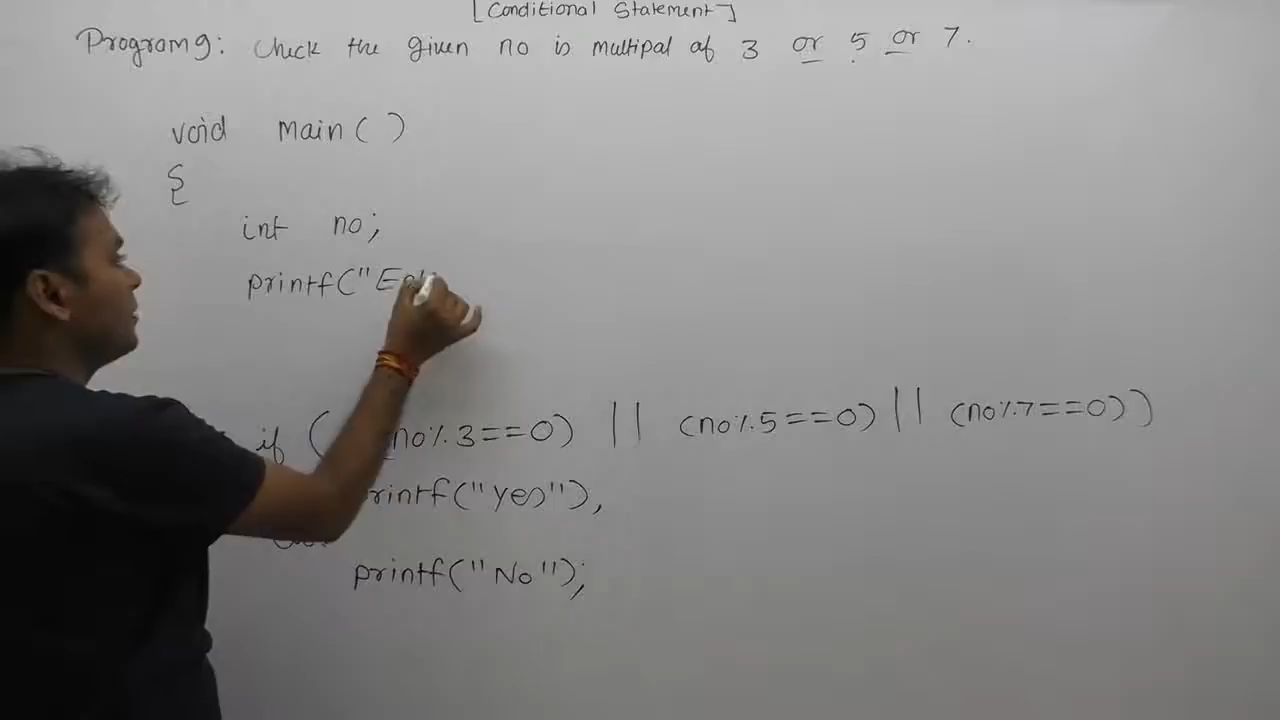 [Conditional Statement]
Program 9: Check the given no is multipal of 3 or 5 or 7.
void main( )
{
int no;
printf("Ent
if ( (no%3==0) || (no%5==0) || (no%7==0))
printf("yes");
printf("No");